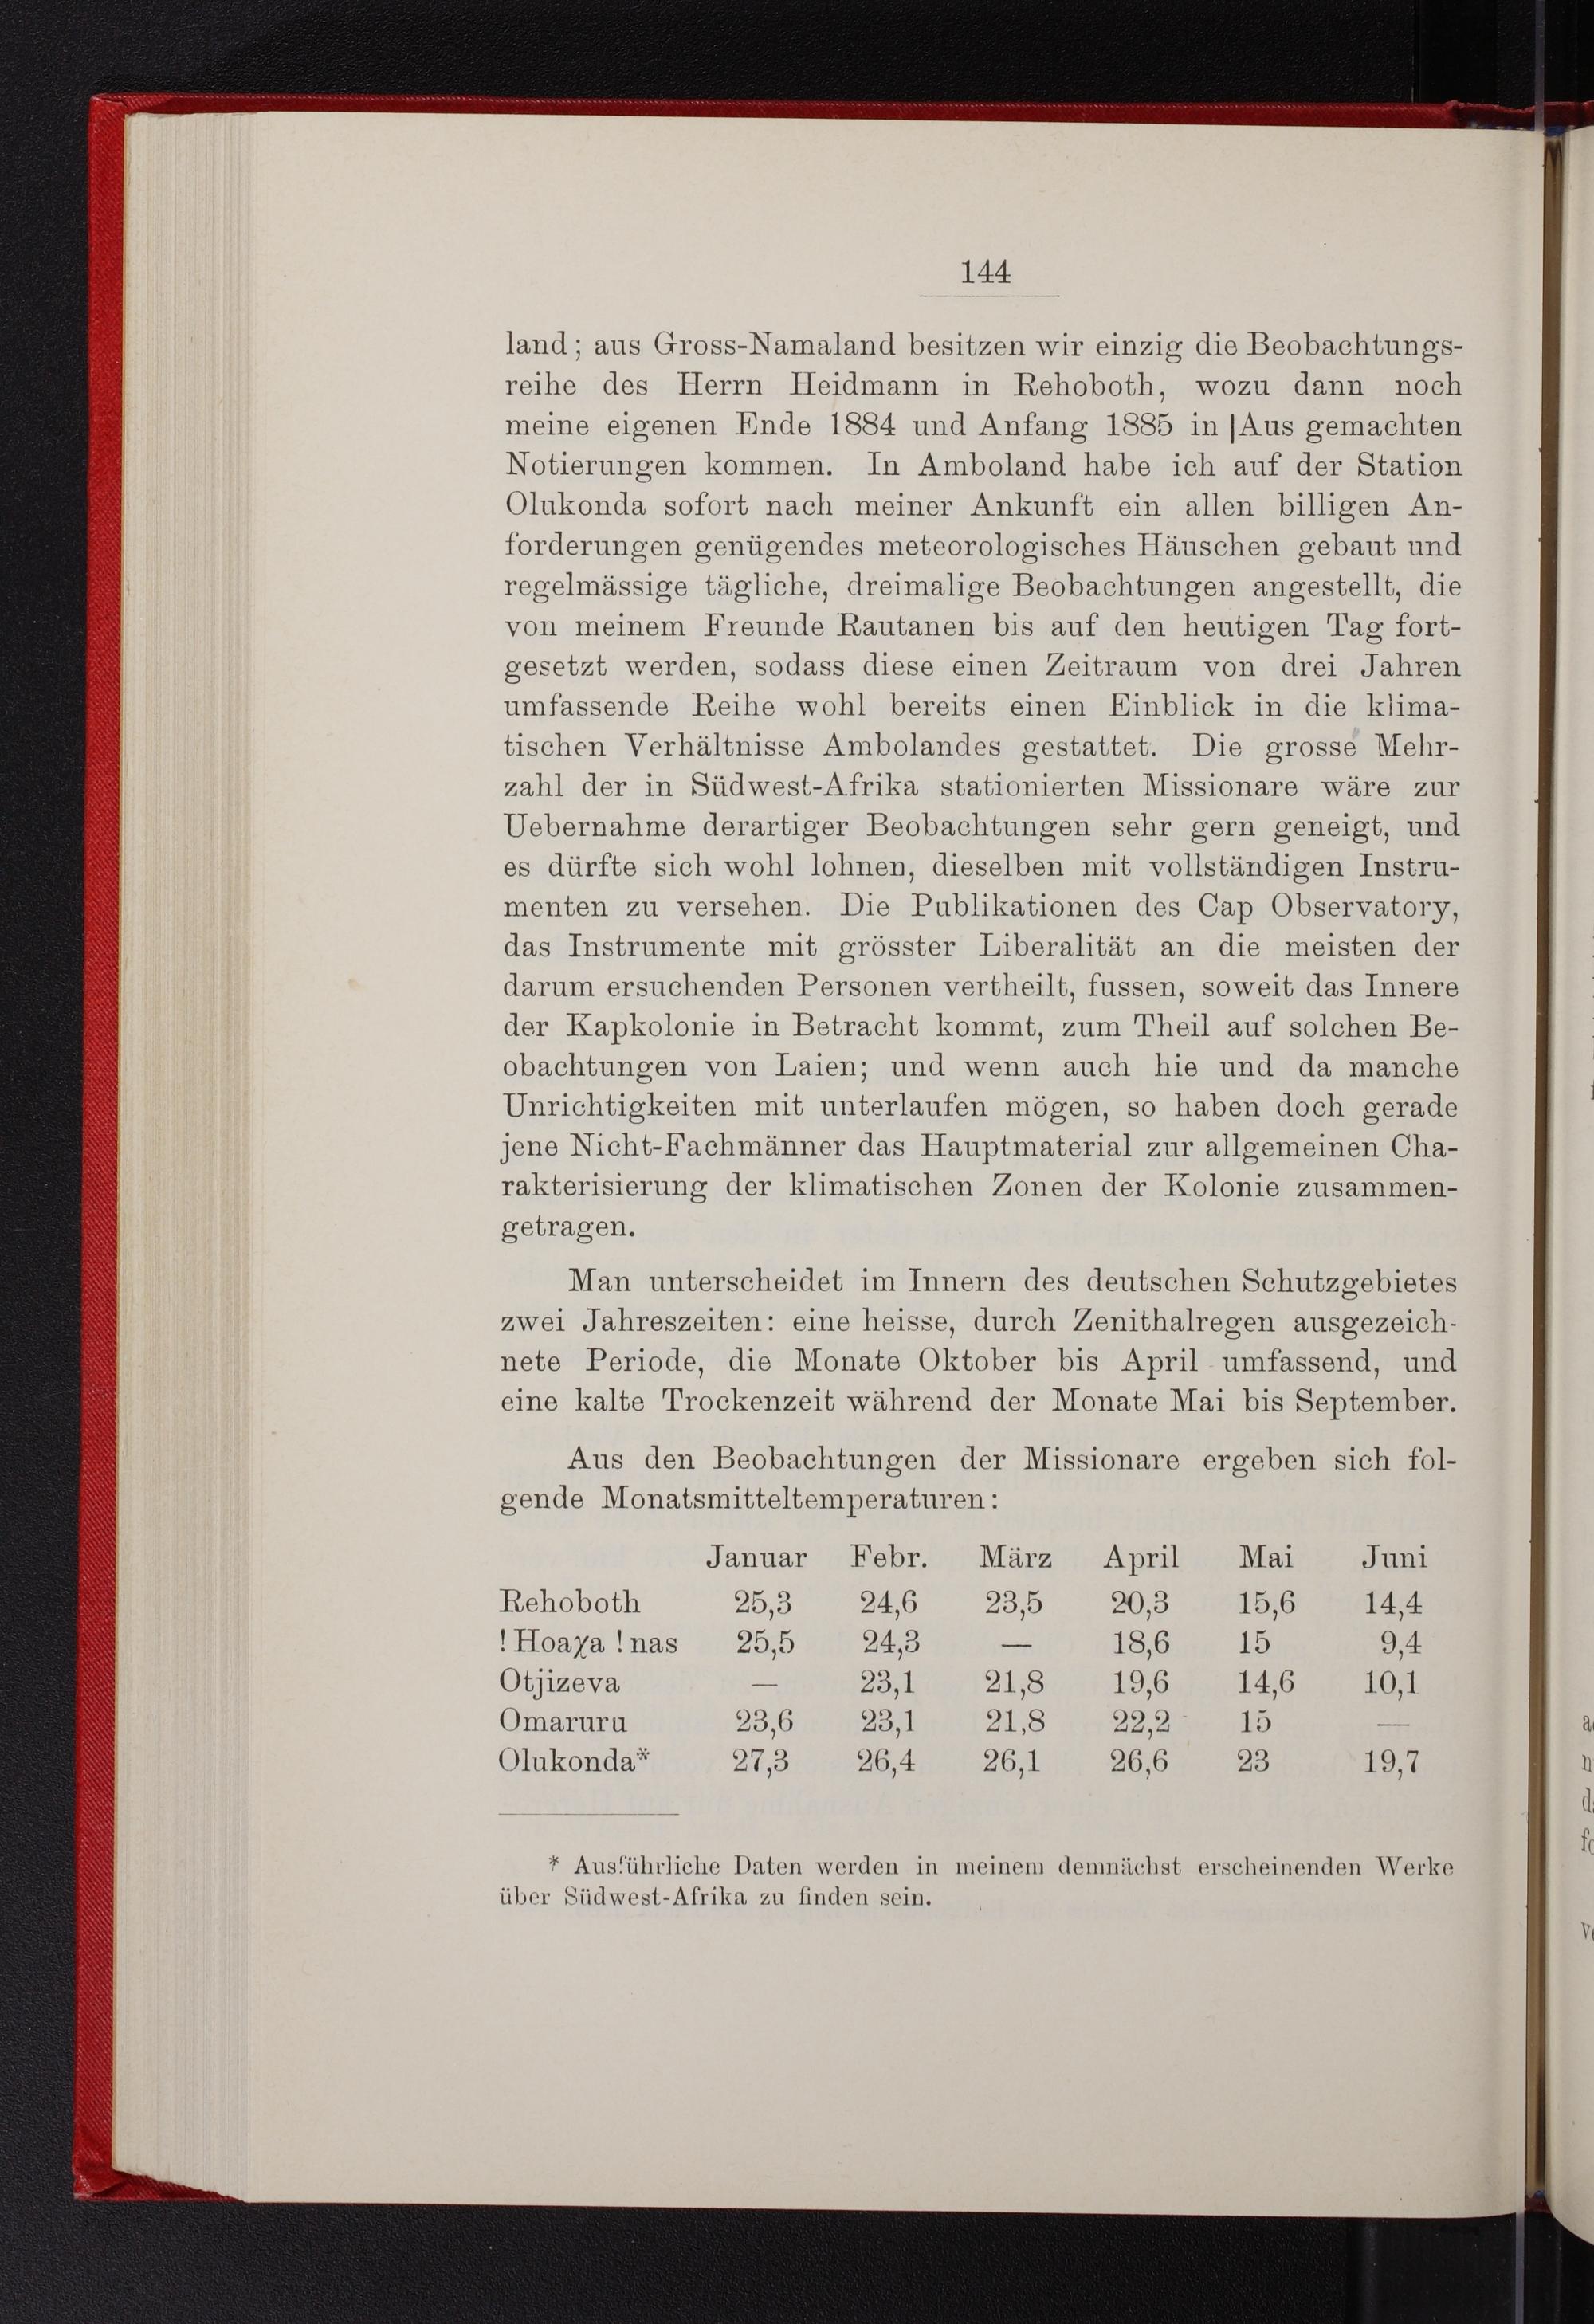 144
land; aus Gross-Namaland besitzen wir einzig die Beobachtungs-
reihe des Herrn Heidmann in Rehoboth, wozu dann noch
meine eigenen Ende 1884 und Anfang 1885 in |Aus gemachten
Notierungen kommen. In Amboland habe ich auf der Station
Olukonda sofort nach meiner Ankunft ein allen billigen An-
forderungen genügendes meteorologisches Häuschen gebaut und
regelmässige tägliche, dreimalige Beobachtungen angestellt, die
von meinem Freunde Rautanen bis auf den heutigen Tag fort-
gesetzt werden, sodass diese einen Zeitraum von drei Jahren
umfassende Reihe wohl bereits einen Einblick in die klima-
tischen Verhältnisse Ambolandes gestattet. Die grosse Mehr-
zahl der in Südwest-Afrika stationierten Missionare wäre zur
Uebernahme derartiger Beobachtungen sehr gern geneigt, und
es dürfte sich wohl lohnen, dieselben mit vollständigen Instru-
menten zu versehen. Die Publikationen des Cap Observatory,
das Instrumente mit grösster Liberalität an die meisten der
darum ersuchenden Personen vertheilt, fussen, soweit das Innere
der Kapkolonie in Betracht kommt, zum Theil auf solchen Be-
obachtungen von Laien; und wenn auch hie und da manche
Unrichtigkeiten mit unterlaufen mögen, so haben doch gerade
jene Nicht-Fachmänner das Hauptmaterial zur allgemeinen Cha-
rakterisierung der klimatischen Zonen der Kolonie zusammen-
getragen.
Man unterscheidet im Innern des deutschen Schutzgebietes
zwei Jahreszeiten: eine heisse, durch Zenithalregen ausgezeich-
nete Periode, die Monate Oktober bis April umfassend, und
eine kalte Trockenzeit während der Monate Mai bis September.
Aus den Beobachtungen der Missionare ergeben sich fol-
gende Monatsmitteltemperaturen:
Januar Febr. März April Mai Juni
Rehoboth 25,3 24,6 23,5 20,3 15,6 14,4
! Hoaχa ! nas 25,5 24,3 — 18,6 15 9,4
Otjizeva — 23,1 21,8 19,6 14,6 10,1
Omaruru 23,6 23,1 21,8 22,2 15 —
Olukonda* 27,3 26,4 26,1 26,6 23 19,7
* Ausführliche Daten werden in meinem demnächst erscheinenden Werke
über Südwest-Afrika zu finden sein.